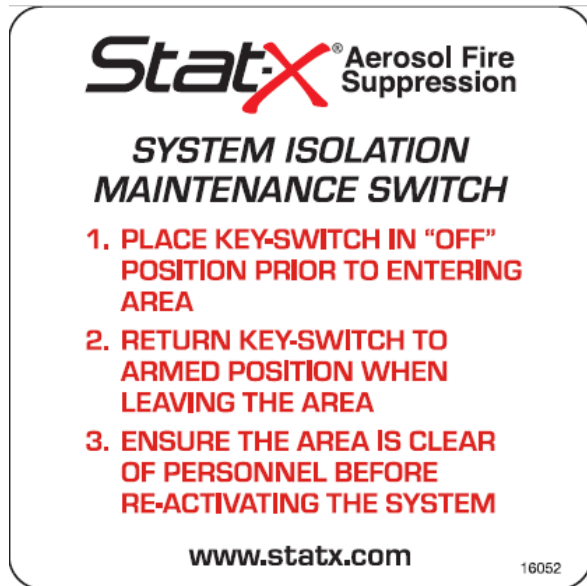 Stat-X® Aerosol Fire
Suppression
SYSTEM ISOLATION
MAINTENANCE SWITCH
1. PLACE KEY-SWITCH IN “OFF”
POSITION PRIOR TO ENTERING
AREA
2. RETURN KEY-SWITCH TO
ARMED POSITION WHEN
LEAVING THE AREA
3. ENSURE THE AREA IS CLEAR
OF PERSONNEL BEFORE
RE-ACTIVATING THE SYSTEM
www.statx.com
16052